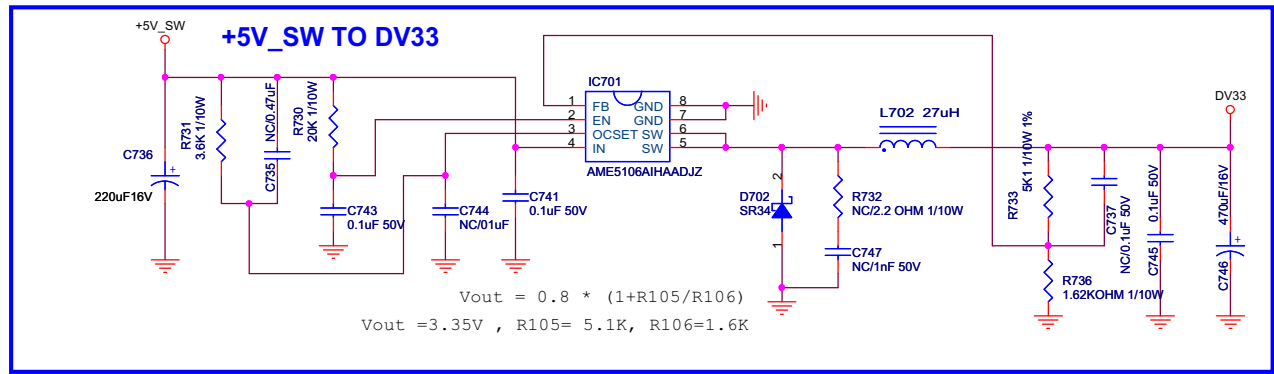 +5V_SW
+5V_SW TO DV33
C736
220uF16V
R731
3.6K 1/10W
C735
NC/0.47uF
R730
20K 1/10W
C743
0.1uF 50V
C744
NC/01uF
C741
0.1uF 50V
IC701
1 FB GND 8
2 EN GND 7
3 OCSET SW 6
4 IN SW 5
AME5106AIHAADJZ
D702
SR34
2
1
R732
NC/2.2 OHM 1/10W
C747
NC/1nF 50V
L702 27uH
R733
5K1 1/10W 1%
C737
NC/0.1uF 50V
C745
0.1uF 50V
DV33
470uF/16V
C746
R736
1.62KOHM 1/10W
Vout = 0.8 * (1+R105/R106)
Vout =3.35V , R105= 5.1K, R106=1.6K